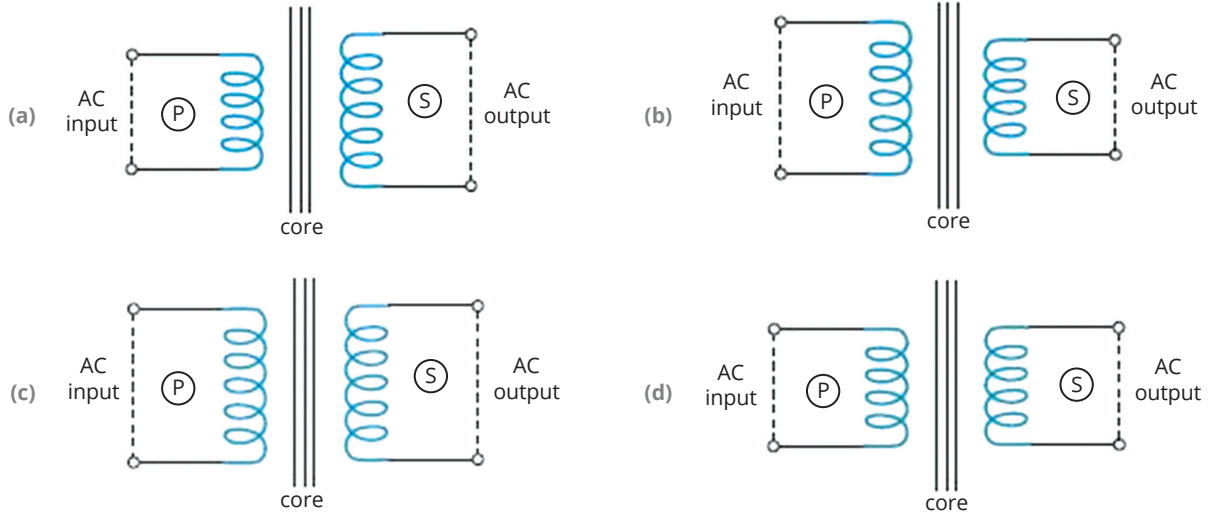 (a)
AC
input
P
core
S
AC
output
(b)
AC
input
P
core
S
AC
output
(c)
AC
input
P
core
S
AC
output
(d)
AC
input
P
core
S
AC
output